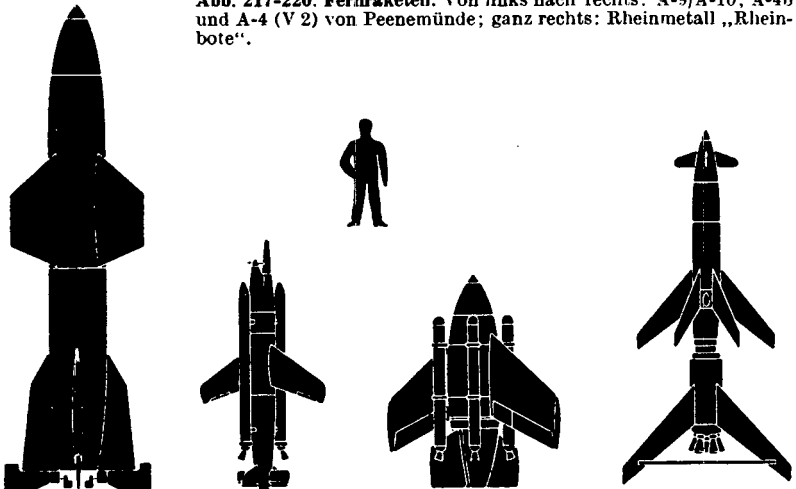 Abb. 217-220. Fernraketen. Von links nach rechts: A-9/A-10, A-4b
und A-4 (V 2) von Peenemünde; ganz rechts: Rheinmetall „Rhein-
bote“.